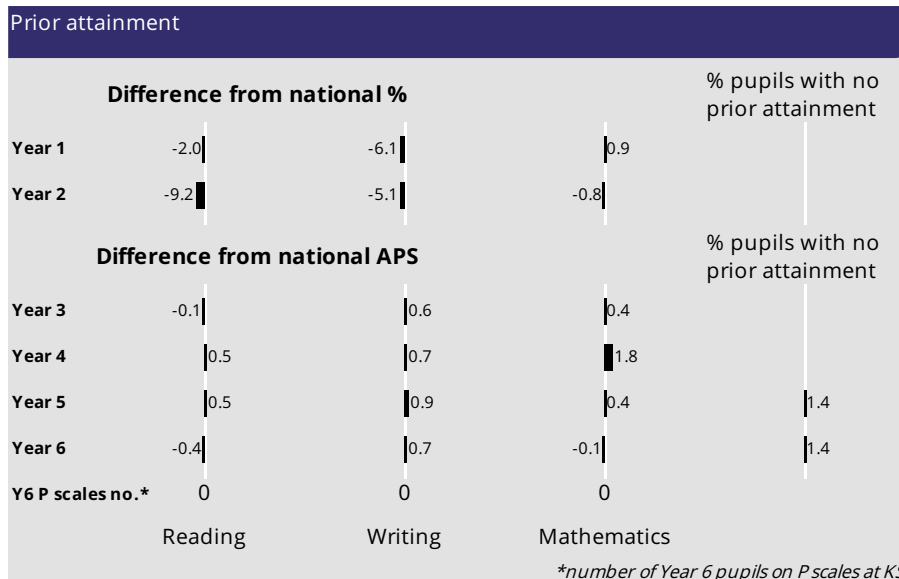 Prior attainment
Difference from national %
% pupils with no
prior attainment
Year 1 -2.0 -6.1 0.9
Year 2 -9.2 -5.1 -0.8
Difference from national APS
% pupils with no
prior attainment
Year 3 -0.1 0.6 0.4
Year 4 0.5 0.7 1.8
Year 5 0.5 0.9 0.4 1.4
Year 6 -0.4 0.7 -0.1 1.4
Y6 P scales no.* 0 0 0
Reading Writing Mathematics
*number of Year 6 pupils on P scales at KS